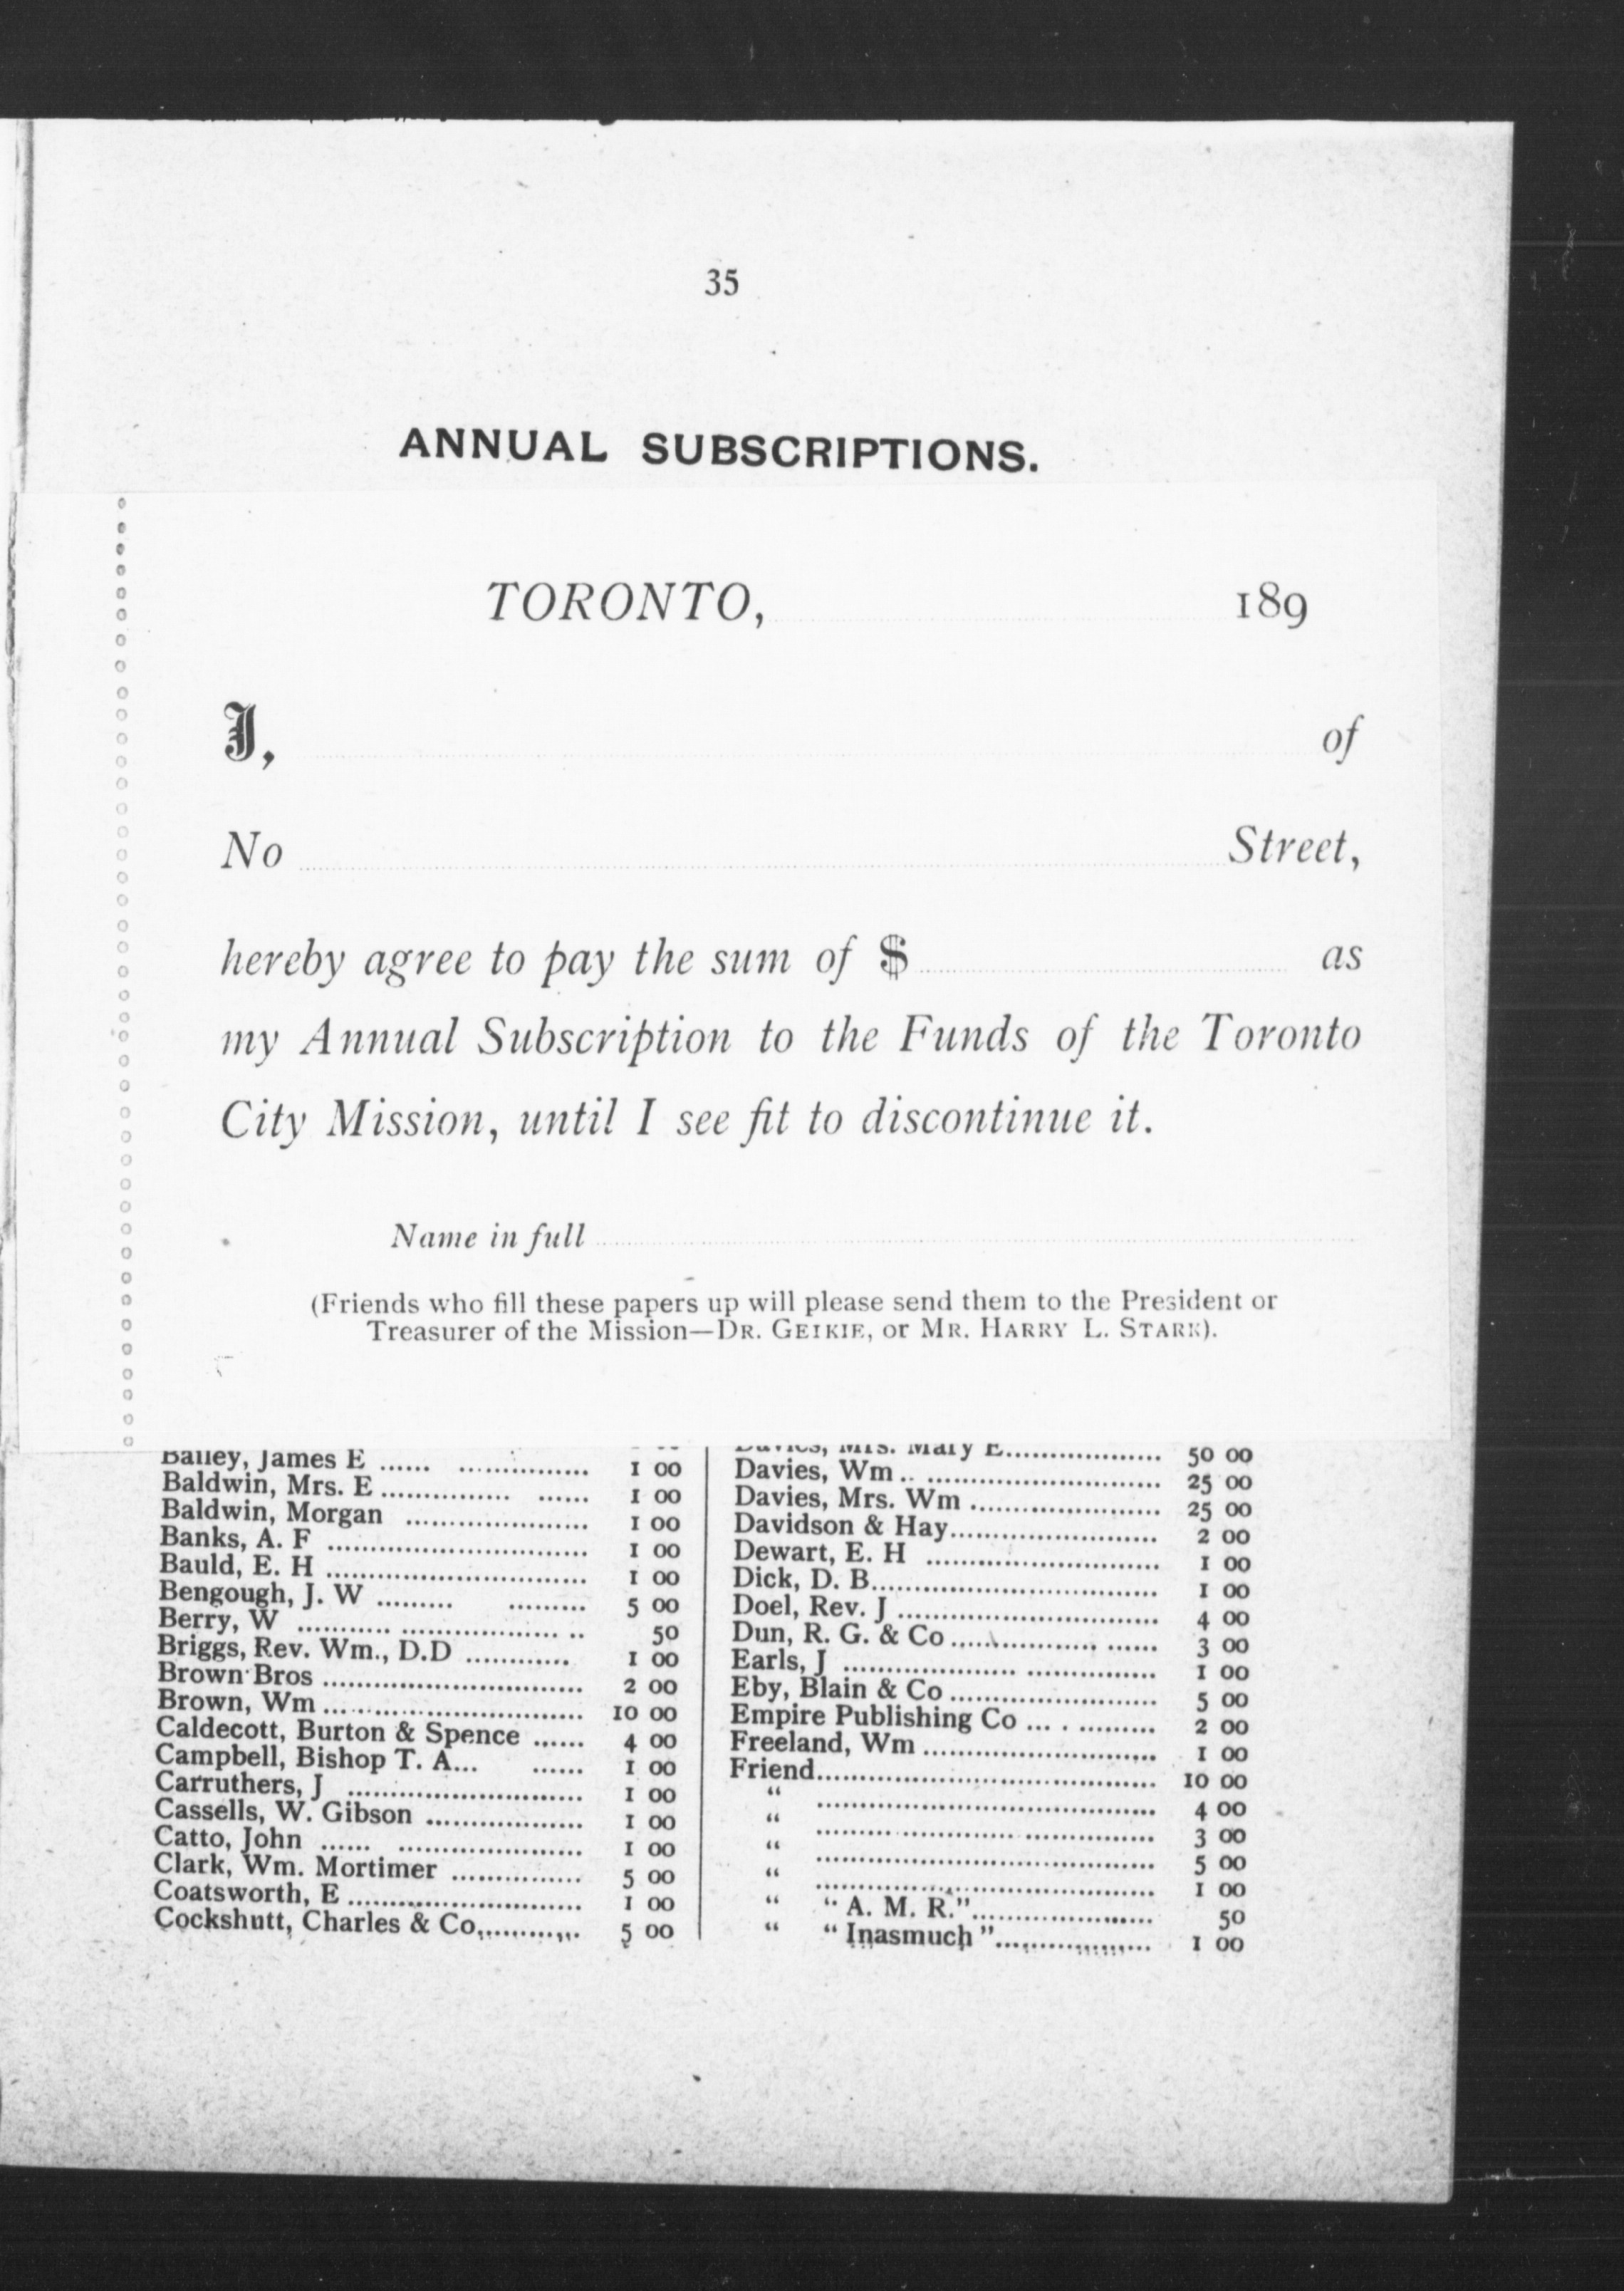 35
ANNUAL SUBSCRIPTIONS.
TORONTO, 189
I, of
No Street,
hereby agree to pay the sum of $ as
my Annual Subscription to the Funds of the Toronto
City Mission, until I see fit to discontinue it.
Name in full
(Friends who fill these papers up will please send them to the President or
Treasurer of the Mission—DR. GEIKIE, or MR. HARRY L. STARK).
Bailey, James E ...... ............... 1 00
Baldwin, Mrs. E ............... ...... 1 00
Baldwin, Morgan ..................... 1 00
Banks, A. F .............................. 1 00
Bauld, E. H .............................. 1 00
Bengough, J. W ......... ......... 5 00
Berry, W ........... .................. .. 50
Briggs, Rev. Wm., D.D ............ 1 00
Brown Bros .............................. 2 00
Brown, Wm .............................. 10 00
Caldecott, Burton & Spence ...... 4 00
Campbell, Bishop T. A... ...... 1 00
Carruthers, J ........................... 1 00
Cassells, W. Gibson .................. 1 00
Catto, John ...... ..................... 1 00
Clark, Wm. Mortimer ............... 5 00
Coatsworth, E ........................... 1 00
Cockshutt, Charles & Co............ 5 00
Davies, Mrs. Mary E.................. 50 00
Davies, Wm .. ........................... 25 00
Davies, Mrs. Wm ..................... 25 00
Davidson & Hay........................ 2 00
Dewart, E. H ........................... 1 00
Dick, D. B................................. 1 00
Doel, Rev. J .............................. 4 00
Dun, R. G. & Co .................. ...... 3 00
Earls, J .................... ............... 1 00
Eby, Blain & Co ........................ 5 00
Empire Publishing Co ... . ......... 2 00
Freeland, Wm ........................... 1 00
Friend....................................... 10 00
“ ....................................... 4 00
“ ....................................... 3 00
“ ....................................... 5 00
“ ....................................... 1 00
“ “ A. M. R.”..................... 50
“ “ Inasmuch ”.................. 1 00